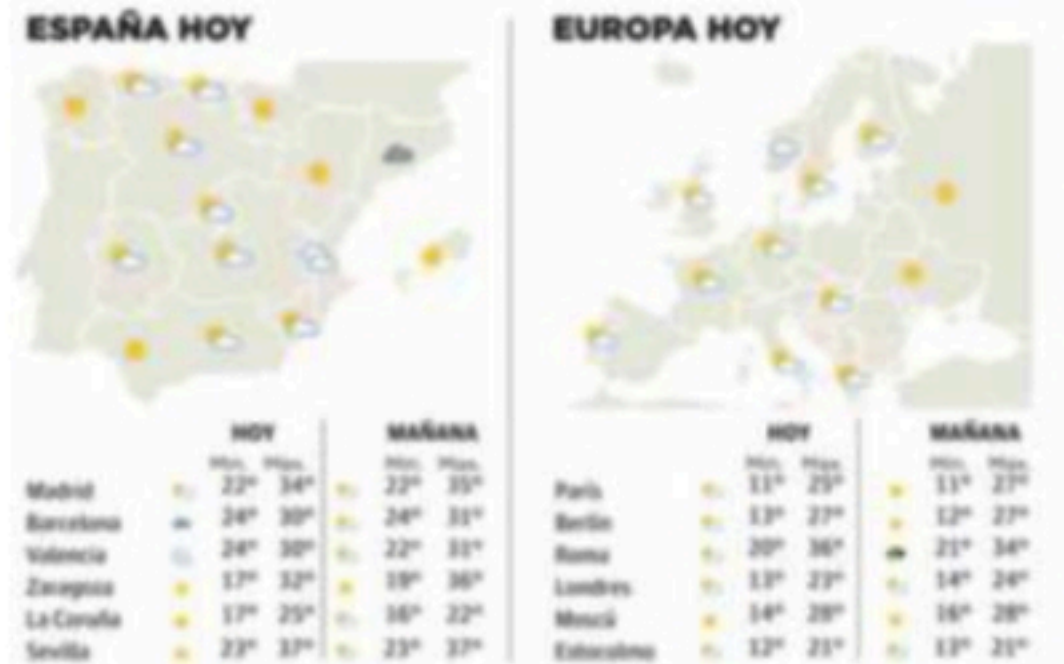 ESPAÑA HOY
HOY MAÑANA
Mín. Máx. Mín. Máx.
Madrid 22° 34° 22° 35°
Barcelona 24° 30° 24° 31°
Valencia 24° 30° 22° 31°
Zaragoza 17° 32° 19° 36°
La Coruña 17° 25° 16° 22°
Sevilla 23° 37° 23° 37°
EUROPA HOY
HOY MAÑANA
Mín. Máx. Mín. Máx.
París 11° 25° 11° 27°
Berlín 13° 27° 12° 27°
Roma 20° 36° 21° 34°
Londres 13° 23° 14° 24°
Moscú 14° 28° 16° 28°
Estocolmo 12° 21° 13° 21°